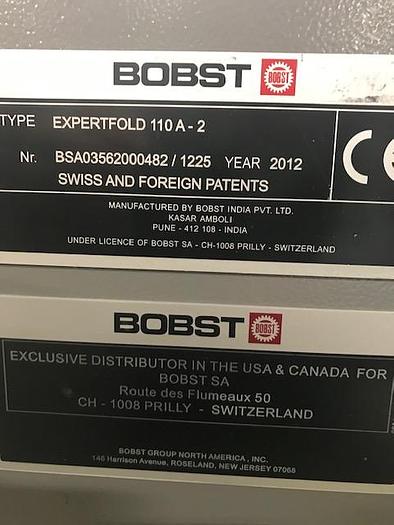 BOBST BOBST
TYPE EXPERTFOLD 110 A - 2
Nr. BSA03562000482 / 1225 YEAR 2012
SWISS AND FOREIGN PATENTS
CE
MANUFACTURED BY BOBST INDIA PVT. LTD.
KASAR AMBOLI
PUNE - 412 108 - INDIA
UNDER LICENCE OF BOBST SA - CH-1008 PRILLY - SWITZERLAND
BOBST BOBST
EXCLUSIVE DISTRIBUTOR IN THE USA & CANADA FOR
BOBST SA
Route des Flumeaux 50
CH - 1008 PRILLY - SWITZERLAND
BOBST GROUP NORTH AMERICA, INC.
146 Harrison Avenue, ROSELAND, NEW JERSEY 07068